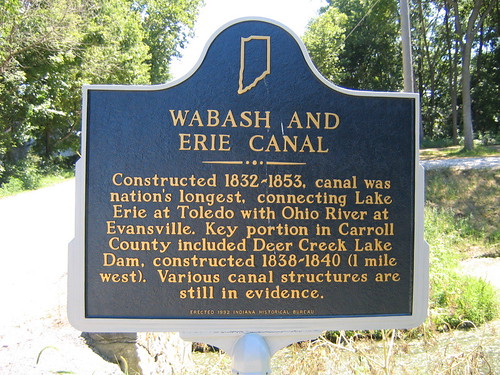 WABASH AND
ERIE CANAL
Constructed 1832-1853, canal was
nation's longest, connecting Lake
Erie at Toledo with Ohio River at
Evansville. Key portion in Carroll
County included Deer Creek Lake
Dam, constructed 1838-1840 (1 mile
west). Various canal structures are
still in evidence.
ERECTED 1992 INDIANA HISTORICAL BUREAU